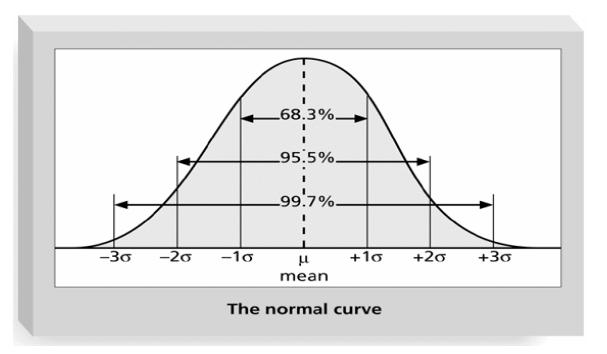 68.3%
95.5%
99.7%
−3σ −2σ −1σ μ +1σ +2σ +3σ
mean
The normal curve